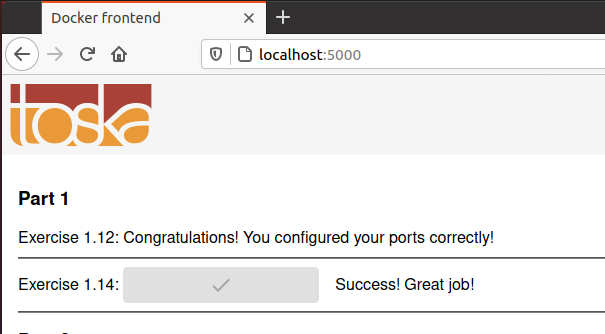 Docker frontend
localhost:5000
toska
Part 1
Exercise 1.12: Congratulations! You configured your ports correctly!
Exercise 1.14: Success! Great job!